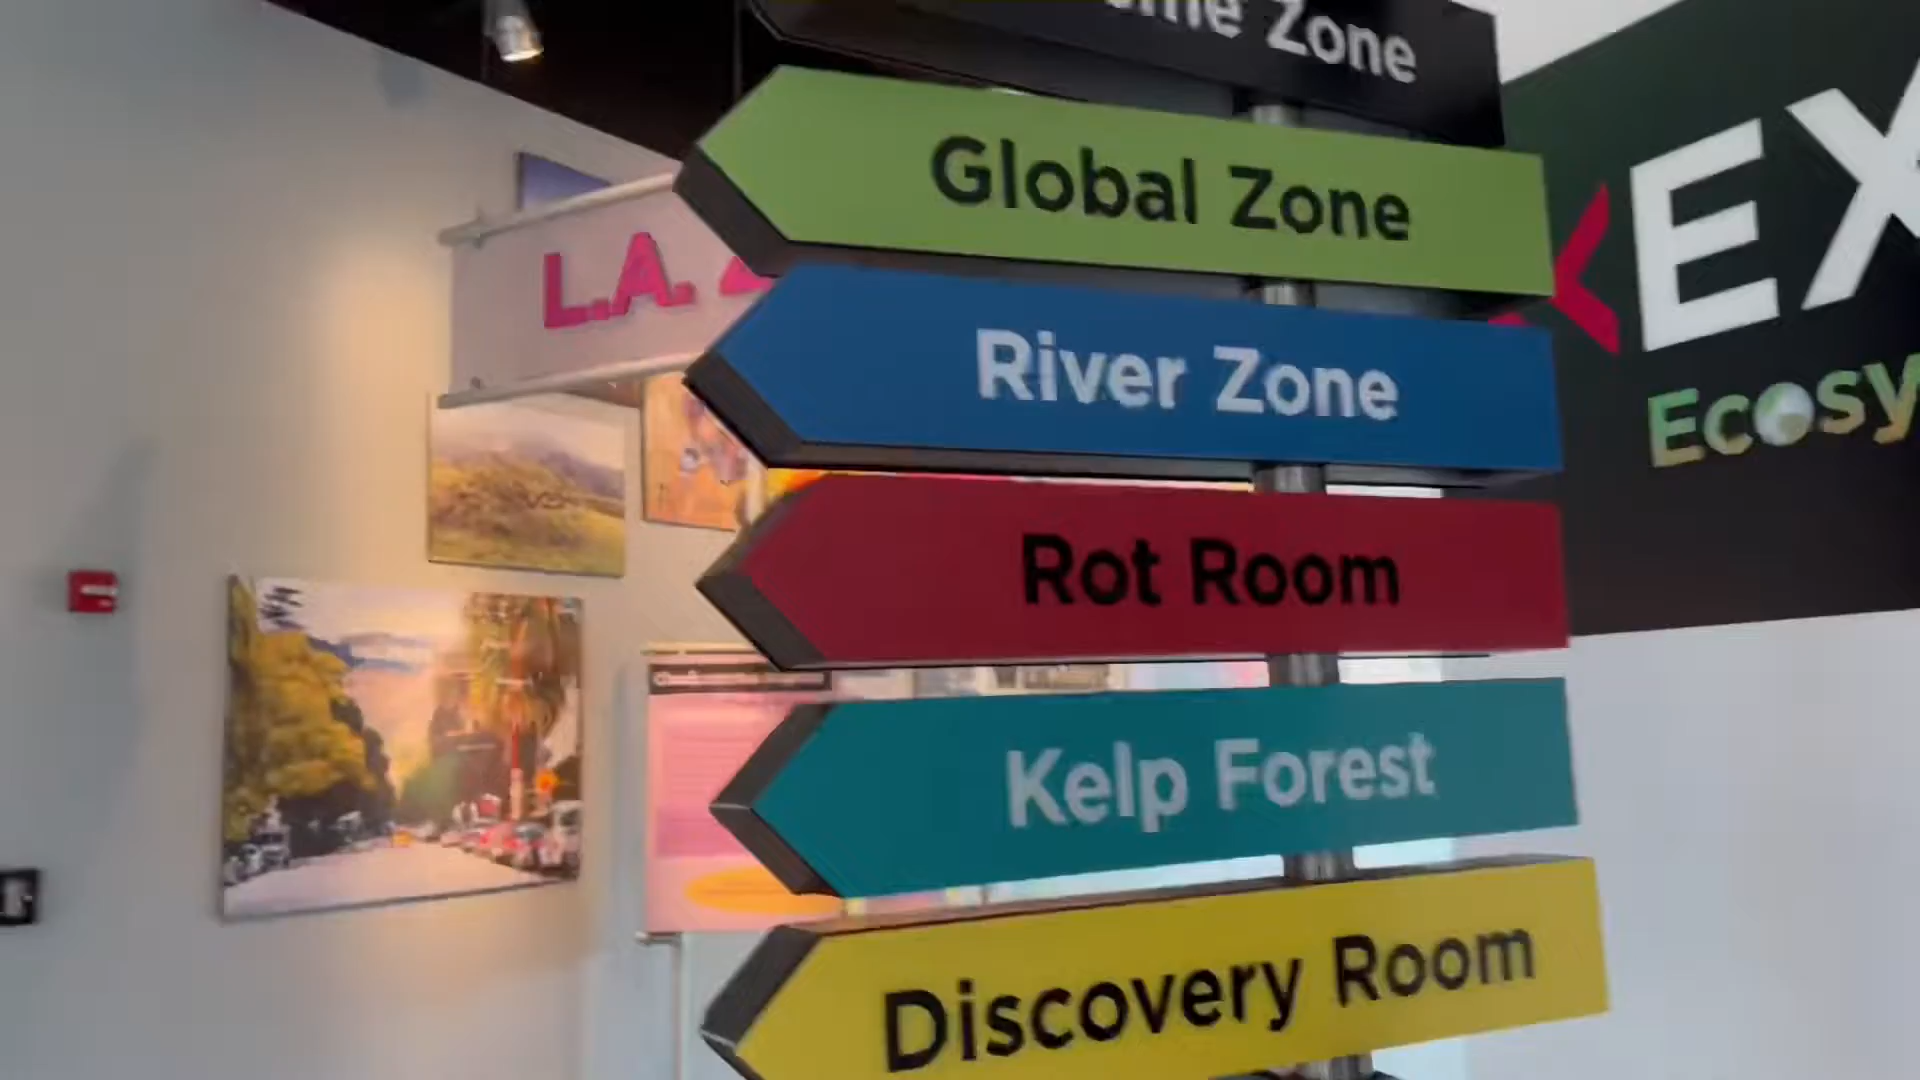 Zone
Global Zone
L.A.
River Zone
Rot Room
Kelp Forest
Discovery Room
EX
Ecosy